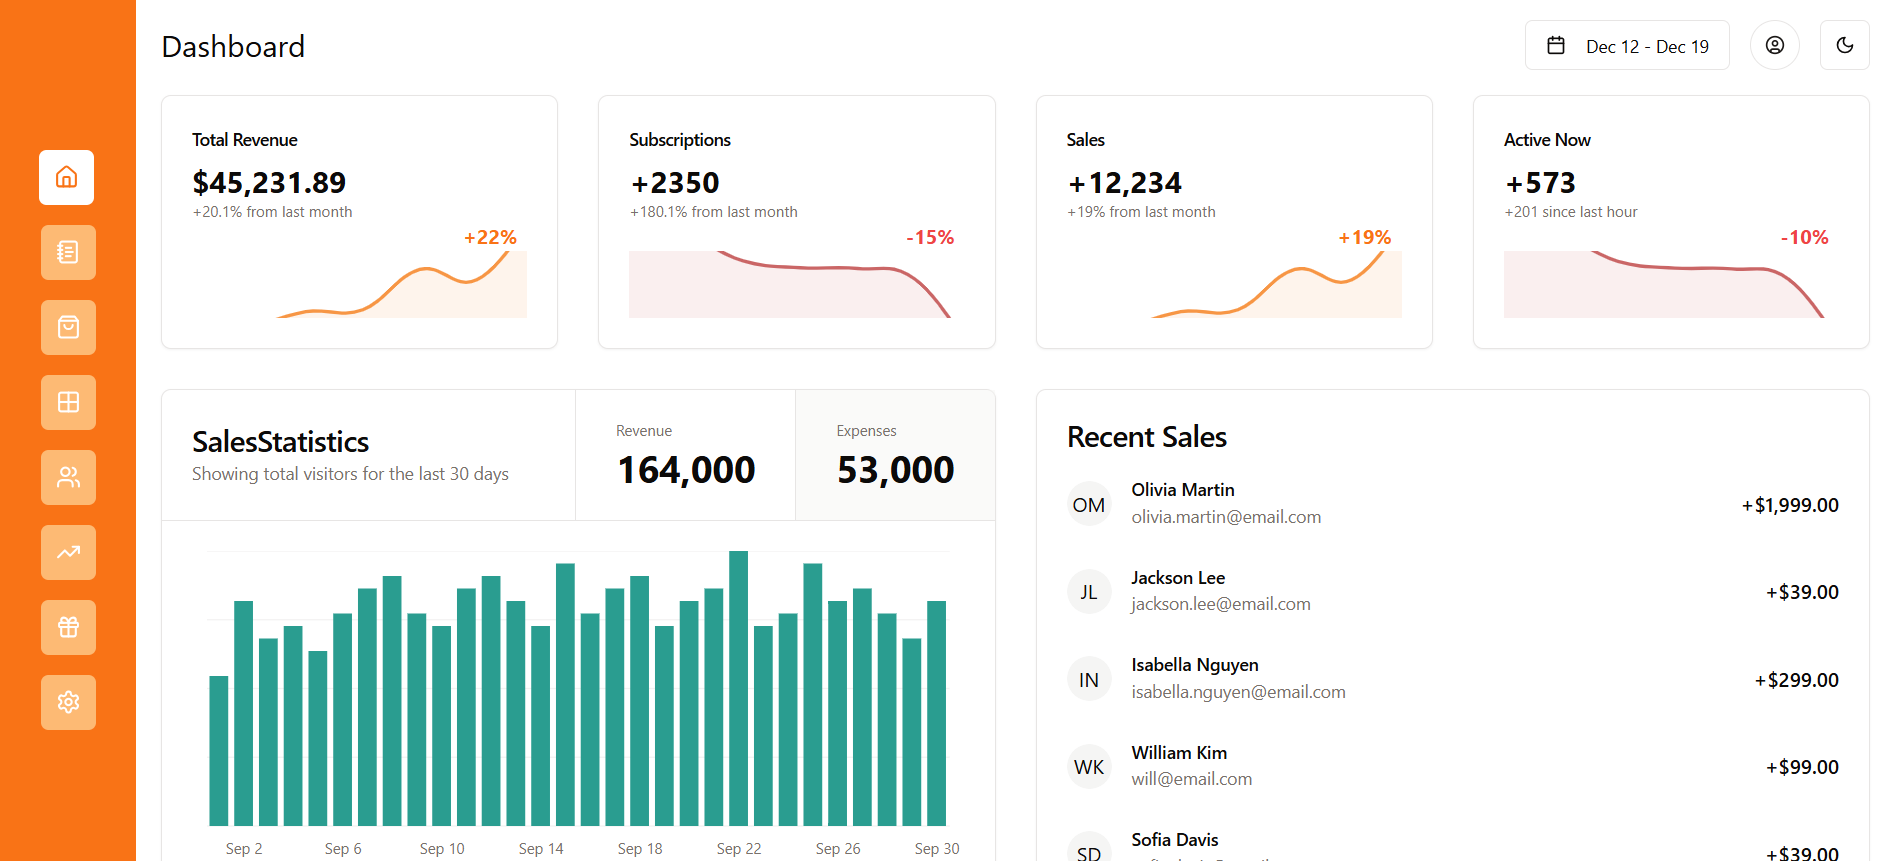 Dashboard
Dec 12 - Dec 19
Total Revenue
$45,231.89
+20.1% from last month
+22%
Subscriptions
+2350
+180.1% from last month
-15%
Sales
+12,234
+19% from last month
+19%
Active Now
+573
+201 since last hour
-10%
SalesStatistics
Showing total visitors for the last 30 days
Revenue
164,000
Expenses
53,000
Sep 2 Sep 6 Sep 10 Sep 14 Sep 18 Sep 22 Sep 26 Sep 30
Recent Sales
OM
Olivia Martin
olivia.martin@email.com
+$1,999.00
JL
Jackson Lee
jackson.lee@email.com
+$39.00
IN
Isabella Nguyen
isabella.nguyen@email.com
+$299.00
WK
William Kim
will@email.com
+$99.00
SD
Sofia Davis
+$39.00